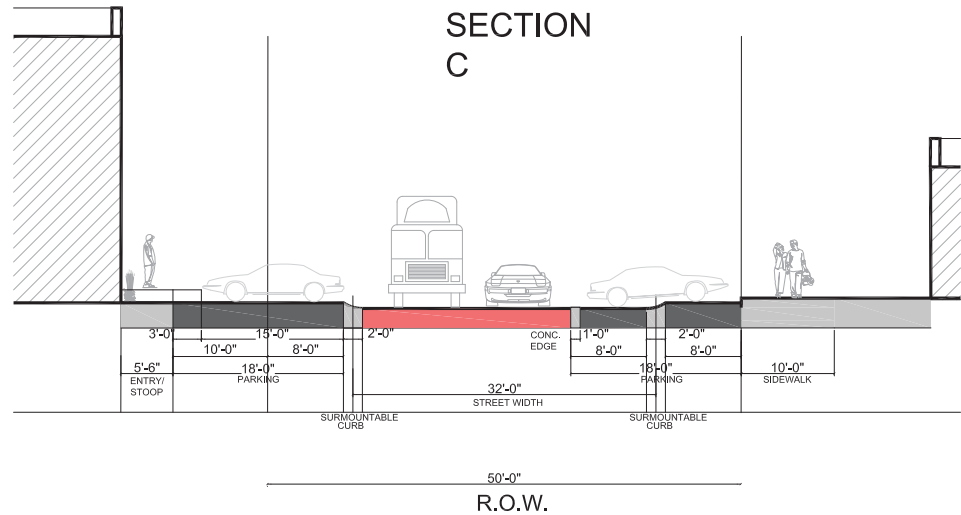 SECTION
C
3'-0"
15'-0"
2'-0"
CONC.
EDGE
1'-0"
2'-0"
10'-0"
8'-0"
8'-0"
8'-0"
5'-6"
ENTRY/
STOOP
18'-0"
PARKING
18'-0"
PARKING
10'-0"
SIDEWALK
32'-0"
STREET WIDTH
SURMOUNTABLE
CURB
SURMOUNTABLE
CURB
50'-0"
R.O.W.